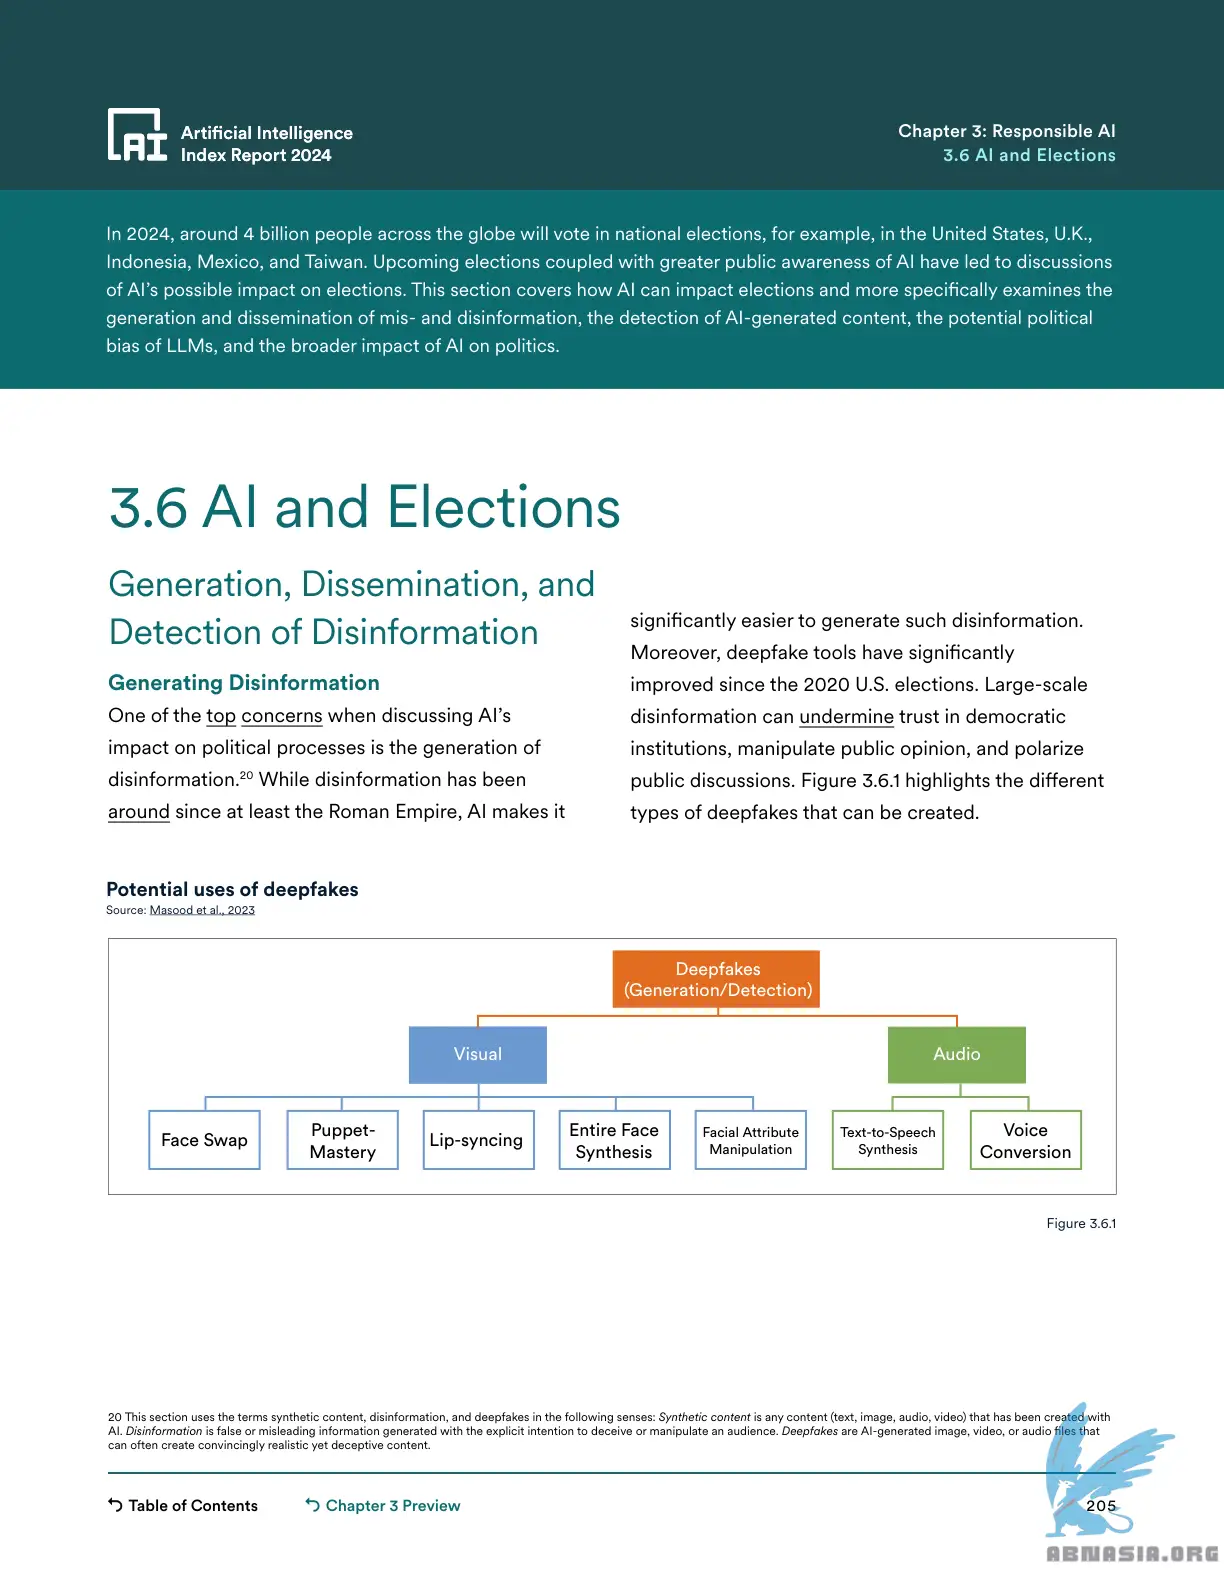 Artificial Intelligence
Index Report 2024
Chapter 3: Responsible AI
3.6 AI and Elections
In 2024, around 4 billion people across the globe will vote in national elections, for example, in the United States, U.K.,
Indonesia, Mexico, and Taiwan. Upcoming elections coupled with greater public awareness of AI have led to discussions
of AI's possible impact on elections. This section covers how AI can impact elections and more specifically examines the
generation and dissemination of mis- and disinformation, the detection of AI-generated content, the potential political
bias of LLMs, and the broader impact of AI on politics.
3.6 AI and Elections
Generation, Dissemination, and
Detection of Disinformation
Generating Disinformation
One of the top concerns when discussing AI's
impact on political processes is the generation of
disinformation.20 While disinformation has been
around since at least the Roman Empire, AI makes it
significantly easier to generate such disinformation.
Moreover, deepfake tools have significantly
improved since the 2020 U.S. elections. Large-scale
disinformation can undermine trust in democratic
institutions, manipulate public opinion, and polarize
public discussions. Figure 3.6.1 highlights the different
types of deepfakes that can be created.
Potential uses of deepfakes
Source: Masood et al., 2023
Deepfakes
(Generation/Detection)
Visual
Audio
Face Swap
Puppet-
Mastery
Lip-syncing
Entire Face
Synthesis
Facial Attribute
Manipulation
Text-to-Speech
Synthesis
Voice
Conversion
Figure 3.6.1
20 This section uses the terms synthetic content, disinformation, and deepfakes in the following senses: Synthetic content is any content (text, image, audio, video) that has been created with
AI. Disinformation is false or misleading information generated with the explicit intention to deceive or manipulate an audience. Deepfakes are AI-generated image, video, or audio files that
can often create convincingly realistic yet deceptive content.
Table of Contents
Chapter 3 Preview
205
ABNASIA.ORG